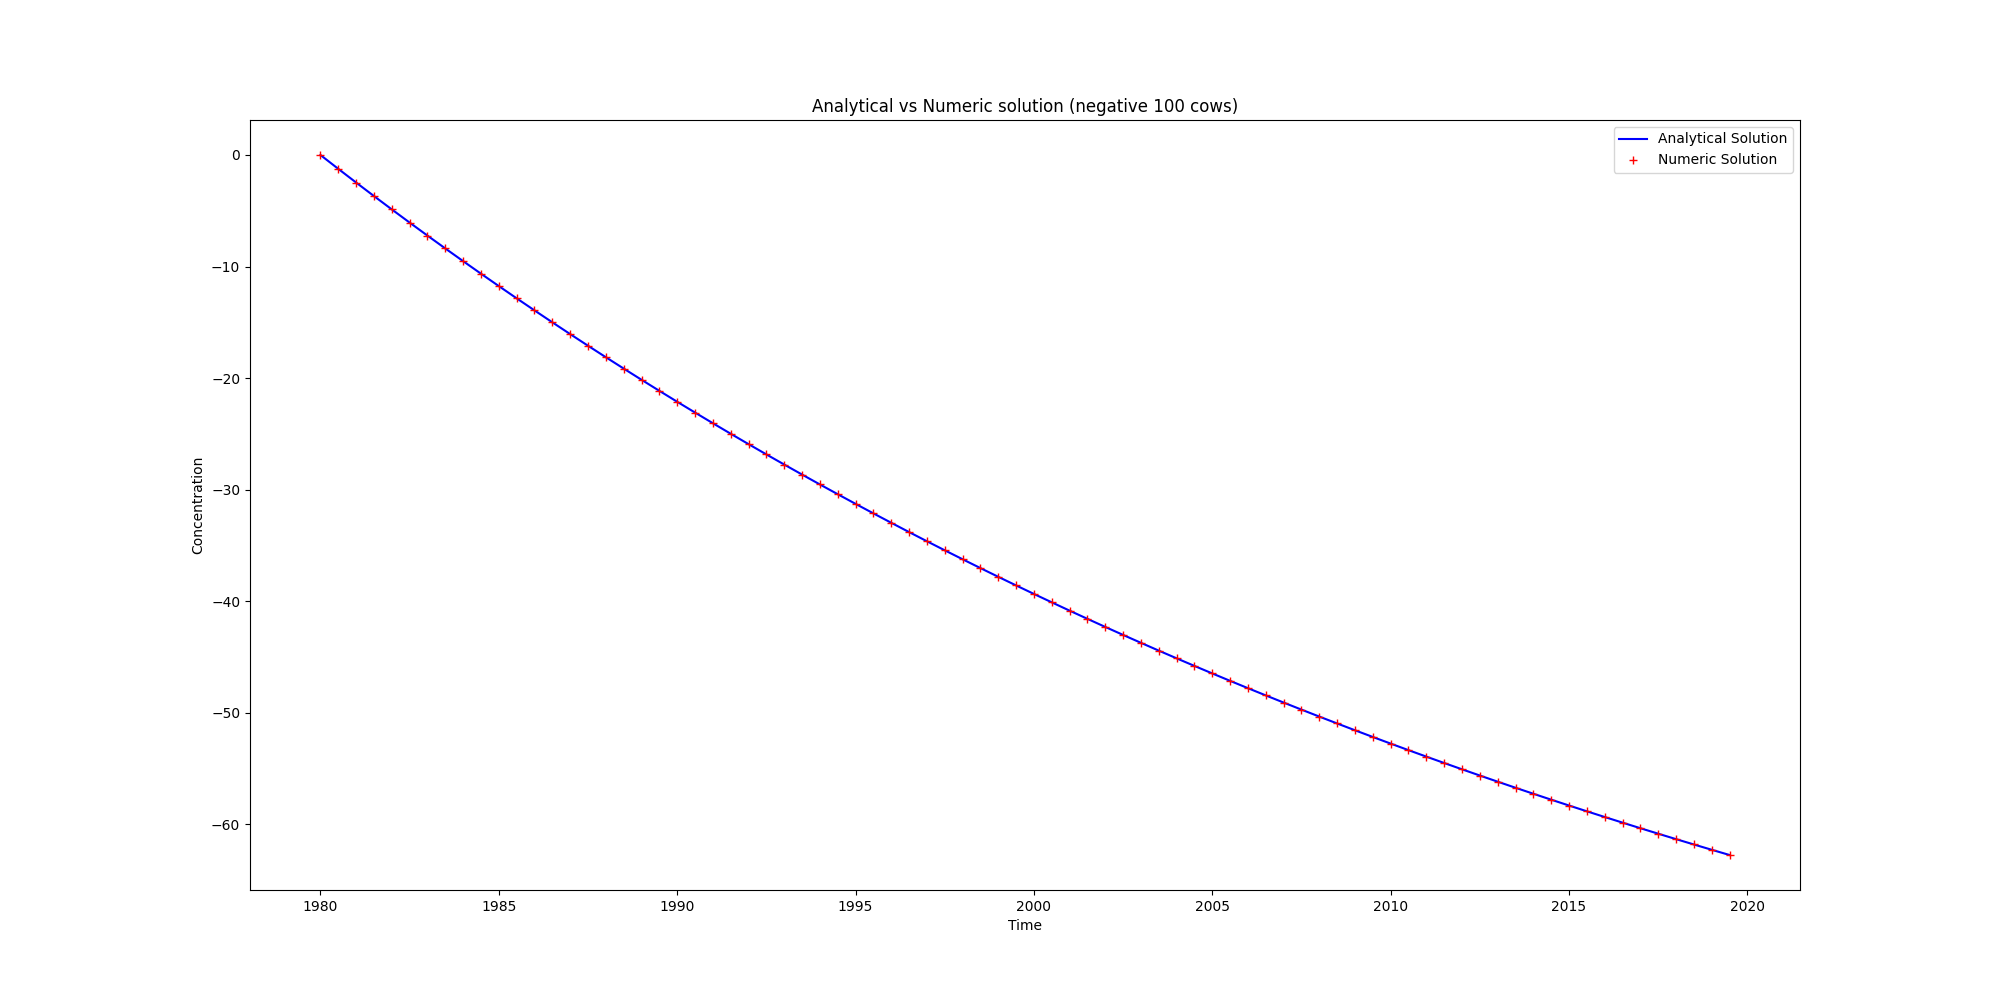 Analytical vs Numeric solution (negative 100 cows)
Analytical Solution
Numeric Solution
0
−10
−20
−30
−40
−50
−60
Concentration
1980 1985 1990 1995 2000 2005 2010 2015 2020
Time